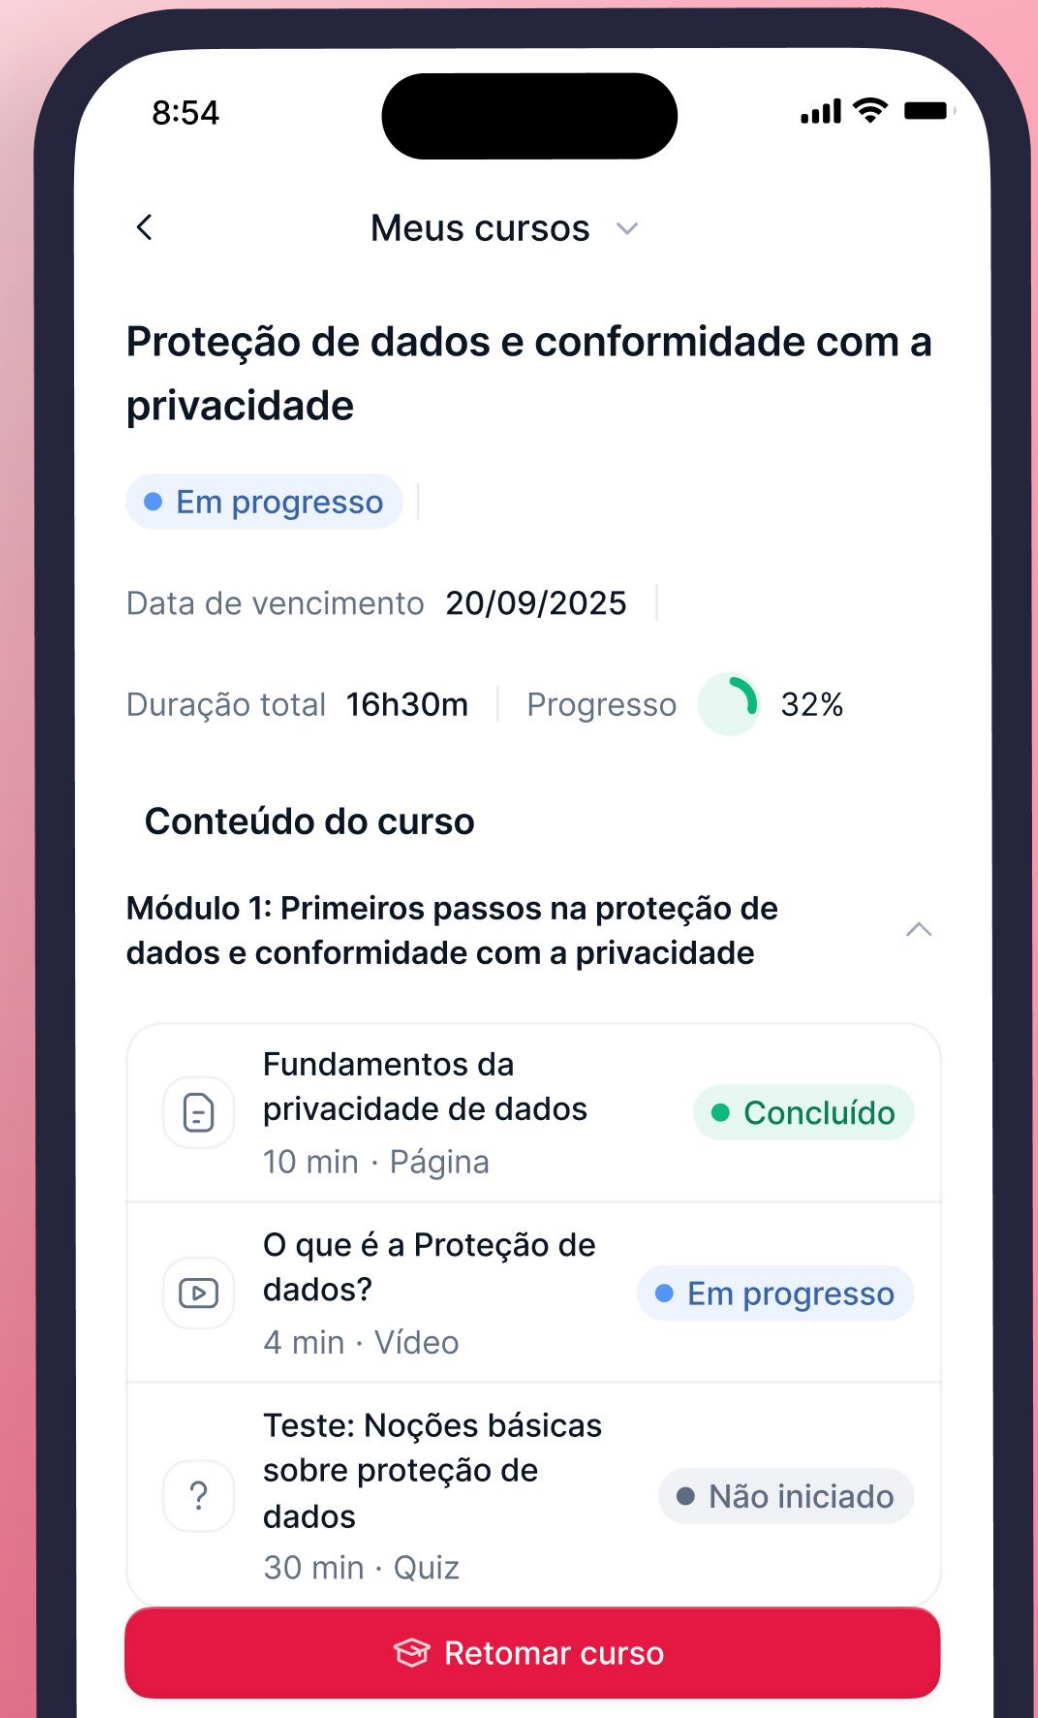 8:54
Meus cursos
Proteção de dados e conformidade com a
privacidade
Em progresso
Data de vencimento 20/09/2025
Duração total 16h30m Progresso 32%
Conteúdo do curso
Módulo 1: Primeiros passos na proteção de
dados e conformidade com a privacidade
Fundamentos da
privacidade de dados
10 min · Página
Concluído
O que é a Proteção de
dados?
4 min · Vídeo
Em progresso
Teste: Noções básicas
sobre proteção de
dados
30 min · Quiz
Não iniciado
Retomar curso